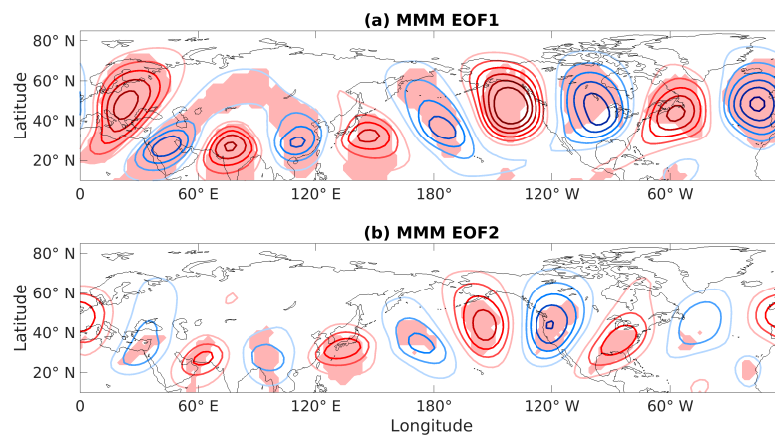 (a) MMM EOF1
80° N
60° N
40° N
20° N
Latitude
0
60° E
120° E
180°
120° W
60° W
(b) MMM EOF2
80° N
60° N
40° N
20° N
Latitude
0
60° E
120° E
180°
120° W
60° W
Longitude